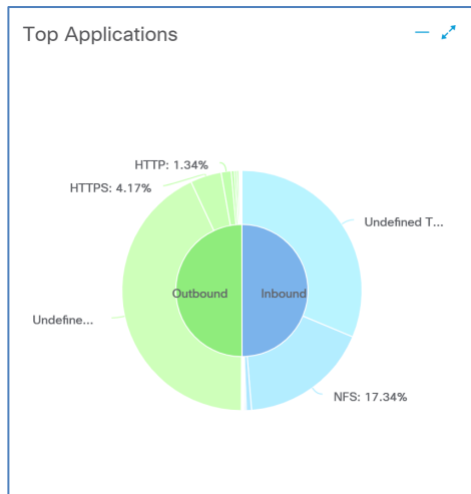 Top Applications
HTTP: 1.34%
HTTPS: 4.17%
Undefined T...
Outbound
Inbound
Undefine...
NFS: 17.34%